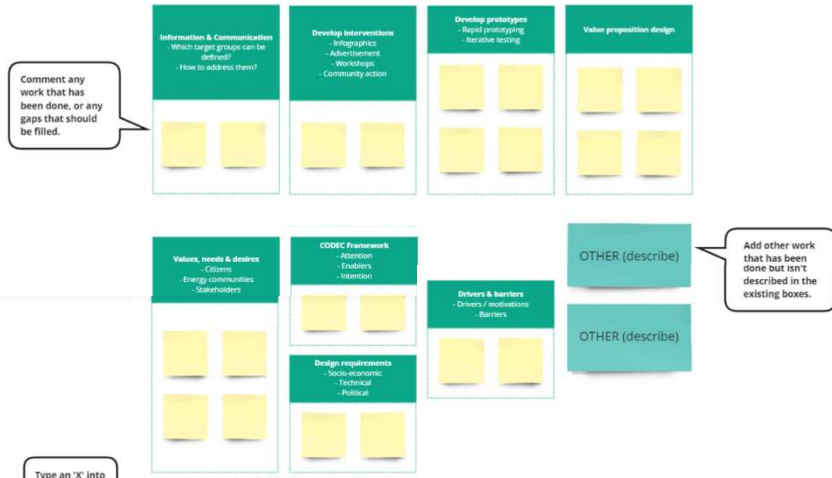 Information & Communication
- Which target groups can be
defined?
- How to address them?
Develop interventions
- Infographics
- Advertisement
- Workshops
- Community action
Develop prototypes
- Rapid prototyping
- Iterative testing
Value proposition design
Comment any
work that has
been done, or any
gaps that should
be filled.
Values, needs & desires
- Citizens
- Energy communities
- Stakeholders
CODEC Framework
- Attention
- Enablers
- Intention
Design requirements
- Socio-economic
- Technical
- Political
Drivers & barriers
- Drivers / motivations
- Barriers
OTHER (describe)
OTHER (describe)
Add other work
that has been
done but isn't
described in the
existing boxes.
Type an 'X' into